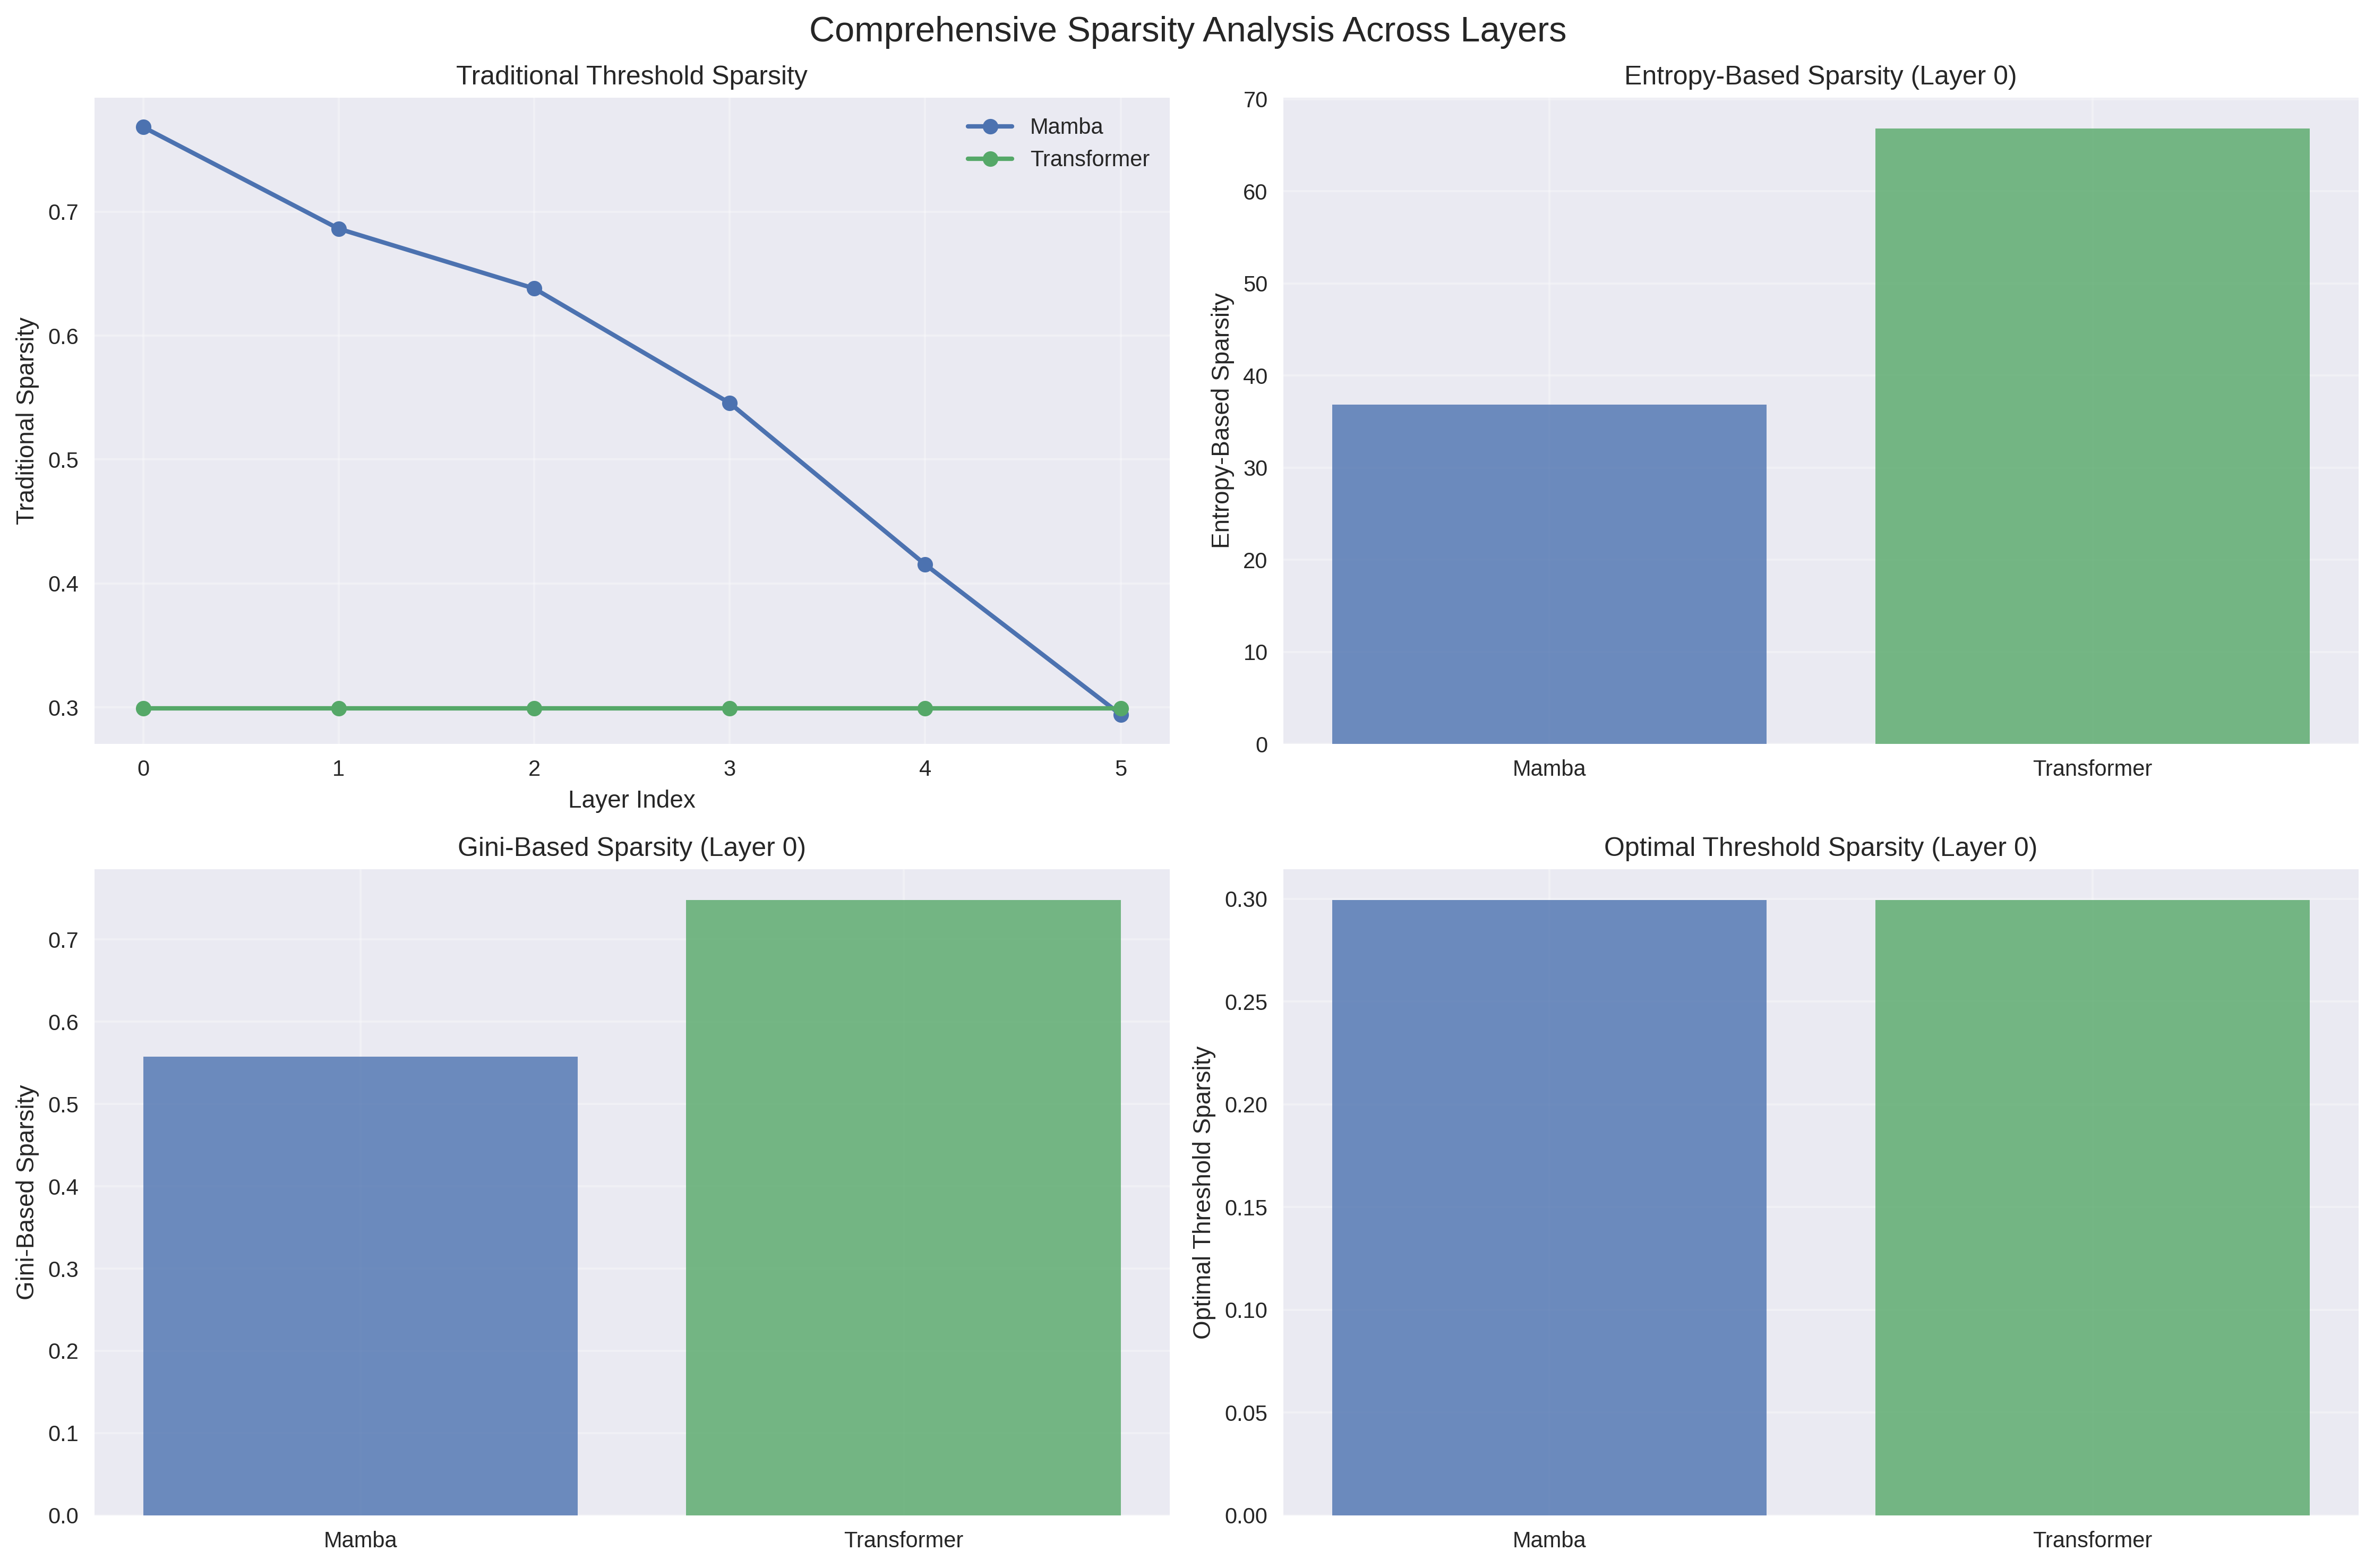 Comprehensive Sparsity Analysis Across Layers
Traditional Threshold Sparsity
Traditional Sparsity
0.7
0.6
0.5
0.4
0.3
Mamba
Transformer
0
1
2
3
4
5
Layer Index
Entropy-Based Sparsity (Layer 0)
Entropy-Based Sparsity
70
60
50
40
30
20
10
0
Mamba
Transformer
Gini-Based Sparsity (Layer 0)
Gini-Based Sparsity
0.7
0.6
0.5
0.4
0.3
0.2
0.1
0.0
Mamba
Transformer
Optimal Threshold Sparsity (Layer 0)
Optimal Threshold Sparsity
0.30
0.25
0.20
0.15
0.10
0.05
0.00
Mamba
Transformer